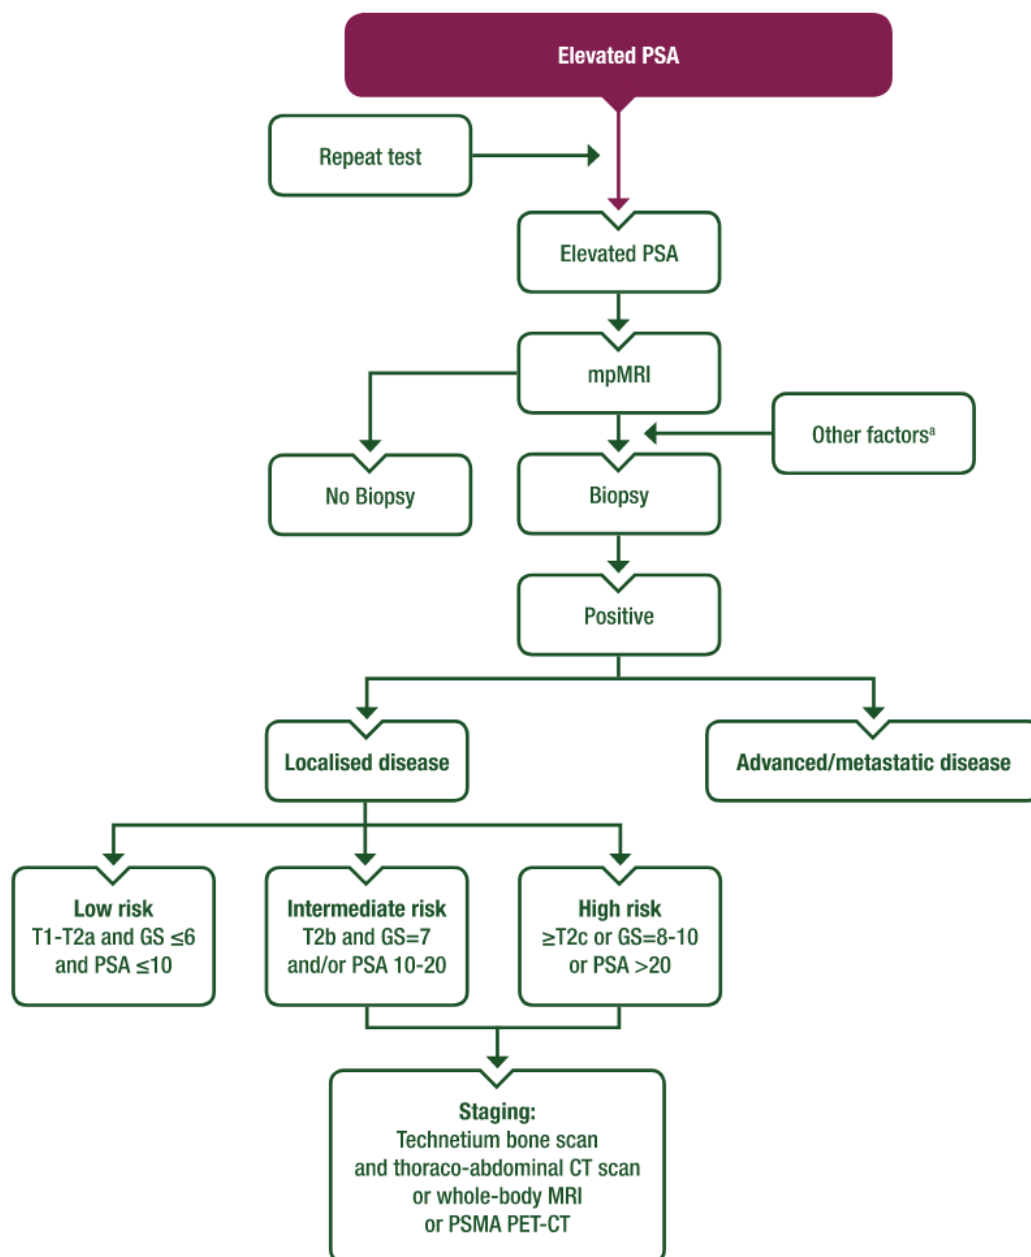 Elevated PSA
Repeat test
Elevated PSA
mpMRI
Other factorsᵃ
No Biopsy
Biopsy
Positive
Localised disease
Advanced/metastatic disease
Low risk
T1-T2a and GS ≤6
and PSA ≤10
Intermediate risk
T2b and GS=7
and/or PSA 10-20
High risk
≥T2c or GS=8-10
or PSA >20
Staging:
Technetium bone scan
and thoraco-abdominal CT scan
or whole-body MRI
or PSMA PET-CT